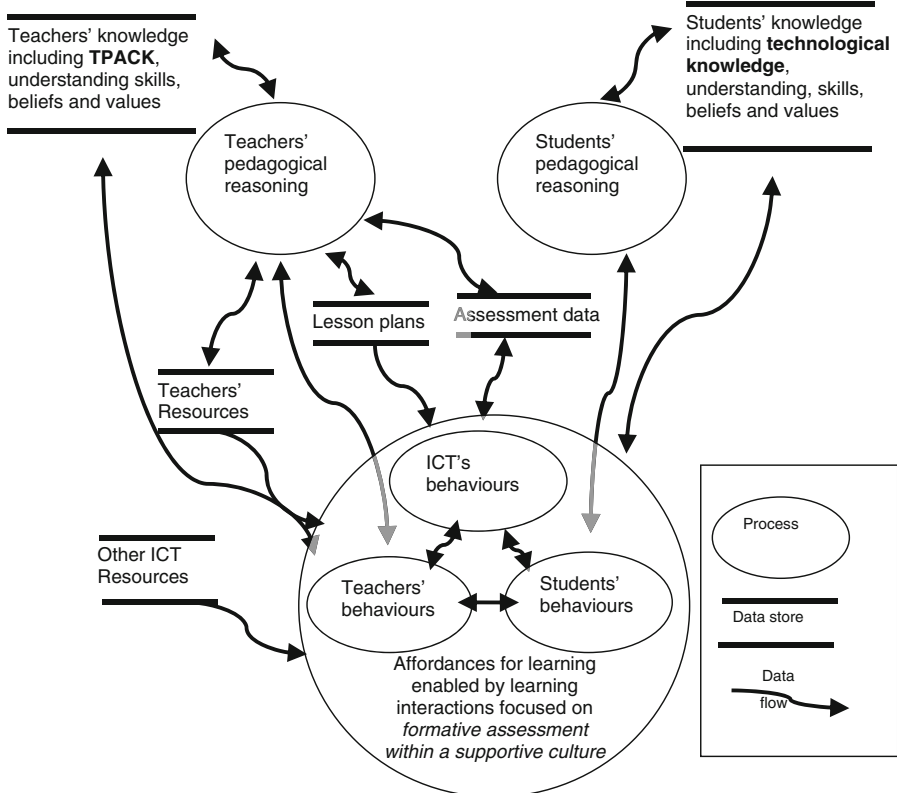 Teachers' knowledge
including TPACK,
understanding skills,
beliefs and values
Students' knowledge
including technological
knowledge,
understanding, skills,
beliefs and values
Teachers'
pedagogical
reasoning
Students'
pedagogical
reasoning
Lesson plans
Assessment data
Teachers'
Resources
ICT's
behaviours
Other ICT
Resources
Teachers'
behaviours
Students'
behaviours
Affordances for learning
enabled by learning
interactions focused on
formative assessment
within a supportive culture
Process
Data store
Data
flow